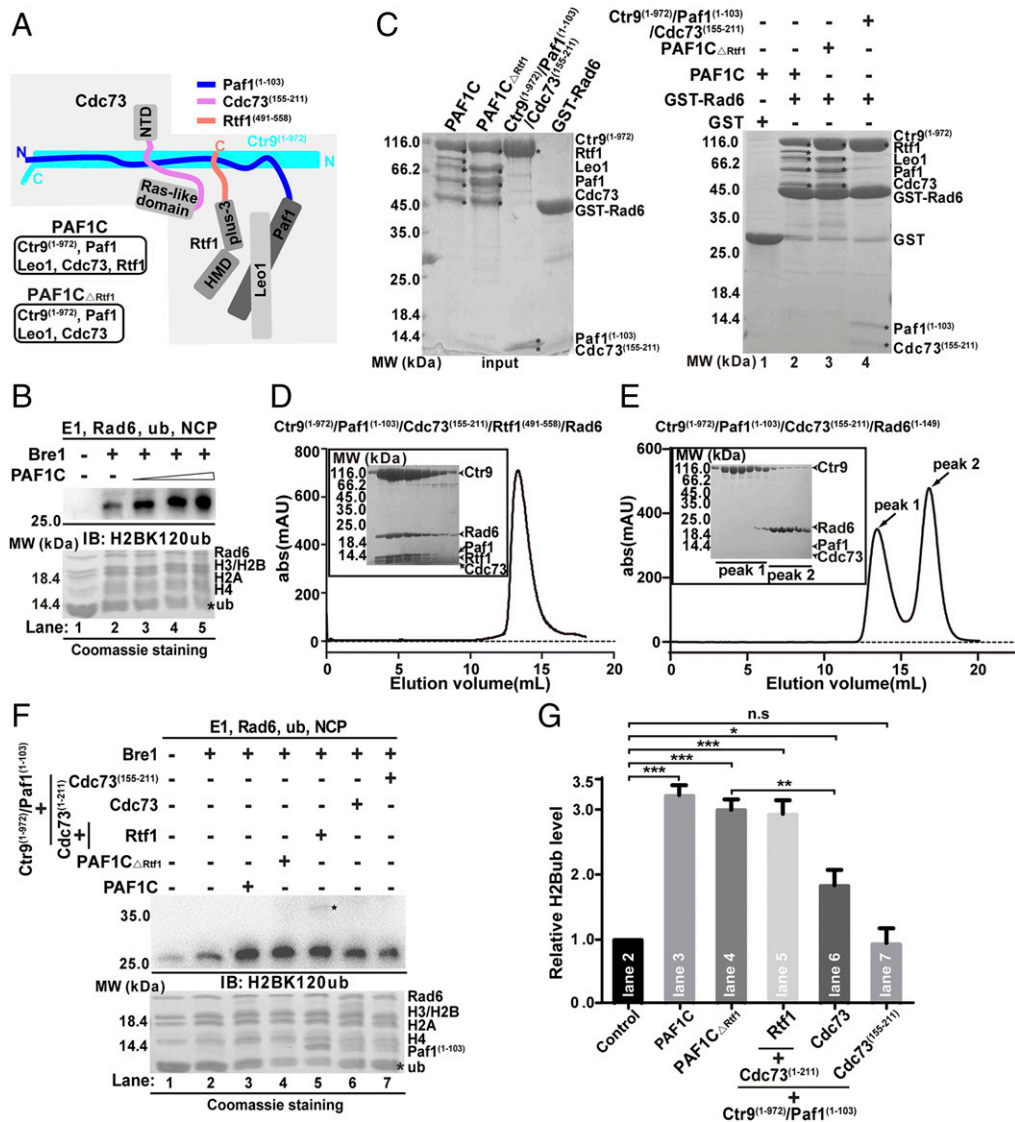 A
Cdc73
Paf1(1-103)
Cdc73(155-211)
Rtf1(491-558)
NTD
C
Ctr9(1-972)
N
N
C
Ras-like
domain
plus-3
Paf1
Rtf1
HMD
Leo1
PAF1C
Ctr9(1-972), Paf1
Leo1, Cdc73, Rtf1
PAF1C△Rtf1
Ctr9(1-972), Paf1
Leo1, Cdc73
B
E1, Rad6, ub, NCP
Bre1 - + + + +
PAF1C - -
25.0
MW (kDa) IB: H2BK120ub
Rad6
H3/H2B
18.4 H2A
H4
14.4 *ub
Lane: 1 2 3 4 5
Coomassie staining
C
PAF1C
PAF1C△Rtf1
Ctr9(1-972)/Paf1(1-103)
/Cdc73(155-211)
GST-Rad6
116.0
66.2
45.0
35.0
25.0
18.4
14.4
Ctr9(1-972)
Rtf1
Leo1
Paf1
Cdc73
GST-Rad6
Paf1(1-103)
Cdc73(155-211)
MW (kDa) input
Ctr9(1-972)/Paf1(1-103)
/Cdc73(155-211) - - - +
PAF1C△Rtf1 - - + -
PAF1C + + - -
GST-Rad6 - + + +
GST + - - -
116.0
66.2
45.0
35.0
25.0
18.4
14.4
Ctr9(1-972)
Rtf1
Leo1
Paf1
Cdc73
GST-Rad6
GST
Paf1(1-103)
Cdc73(155-211)
MW (kDa) 1 2 3 4
D
Ctr9(1-972)/Paf1(1-103)/Cdc73(155-211)/Rtf1(491-558)/Rad6
abs(mAU)
800
600
400
200
0
MW (kDa)
116.0
66.2
45.0
35.0
25.0
18.4
14.4
Ctr9
Rad6
Paf1
Rtf1
Cdc73
0 5 10 15 20
Elution volume(mL)
E
Ctr9(1-972)/Paf1(1-103)/Cdc73(155-211)/Rad6(1-149)
abs(mAU)
600
400
200
0
MW (kDa)
116.0
66.2
45.0
35.0
25.0
18.4
14.4
Ctr9
Rad6
Paf1
Cdc73
peak 1 peak 2
peak 1
peak 2
0 5 10 15 20
Elution volume(mL)
F
E1, Rad6, ub, NCP
Ctr9(1-972)/Paf1(1-103)
+
Cdc73(1-211)
+
Bre1 - + + + + + +
Cdc73(155-211) - - - - - - +
Cdc73 - - - - - + -
Rtf1 - - - - + - -
PAF1C△Rtf1 - - - + - - -
PAF1C - - + - - - -
35.0 *
25.0
MW (kDa) IB: H2BK120ub
Rad6
H3/H2B
18.4 H2A
H4
14.4 Paf1(1-103)
*ub
Lane: 1 2 3 4 5 6 7
Coomassie staining
G
n.s
*
***
*** **
Relative H2Bub level
3.5
3.0
2.0
1.0
0.0
lane 2
lane 3
lane 4
lane 5
lane 6
lane 7
Control
PAF1C
PAF1C△Rtf1
Rtf1
Cdc73
Cdc73(155-211)
+
Cdc73(1-211)
+
Ctr9(1-972)/Paf1(1-103)